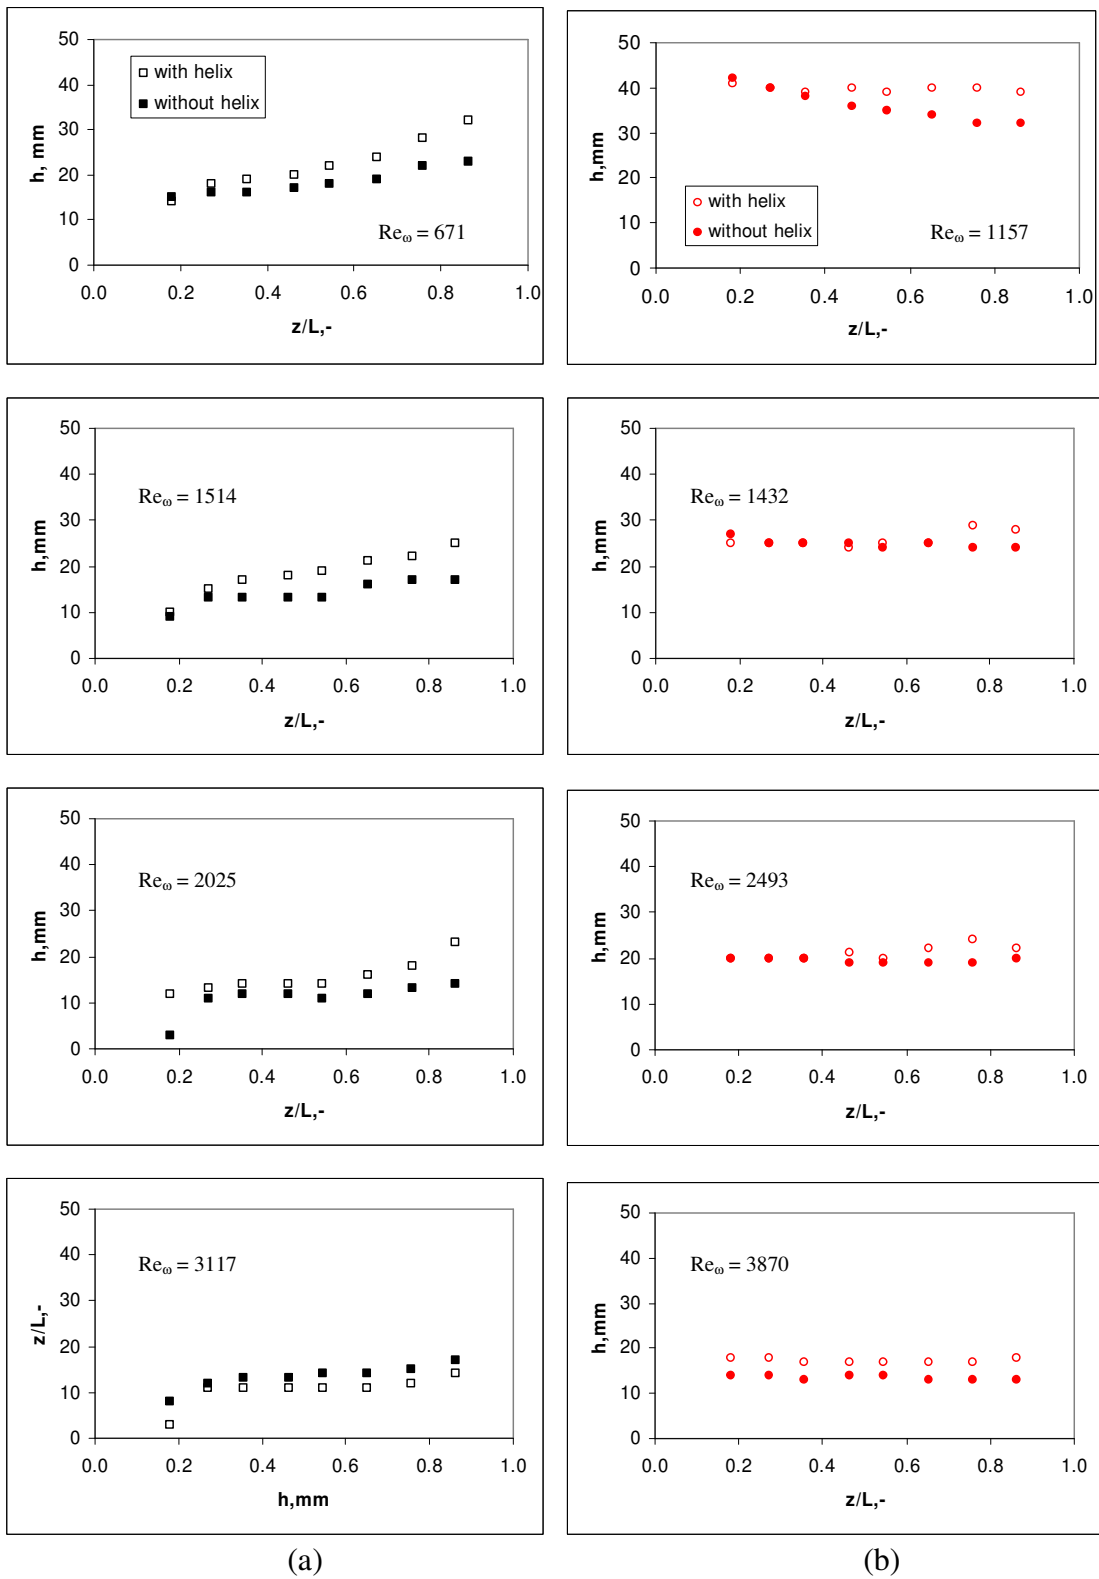 50
40
30
20
10
0
h, mm
with helix
without helix
Reω = 671
0.0 0.2 0.4 0.6 0.8 1.0
z/L,-
50
40
30
20
10
0
h,mm
with helix
without helix
Reω = 1157
0.0 0.2 0.4 0.6 0.8 1.0
z/L,-
50
40
30
20
10
0
h,mm
Reω = 1514
0.0 0.2 0.4 0.6 0.8 1.0
z/L,-
50
40
30
20
10
0
h,mm
Reω = 1432
0.0 0.2 0.4 0.6 0.8 1.0
z/L,-
50
40
30
20
10
0
h,mm
Reω = 2025
0.0 0.2 0.4 0.6 0.8 1.0
z/L,-
50
40
30
20
10
0
h,mm
Reω = 2493
0.0 0.2 0.4 0.6 0.8 1.0
z/L,-
50
40
30
20
10
0
z/L,-
Reω = 3117
0.0 0.2 0.4 0.6 0.8 1.0
h,mm
50
40
30
20
10
0
h,mm
Reω = 3870
0.0 0.2 0.4 0.6 0.8 1.0
z/L,-
(a)
(b)